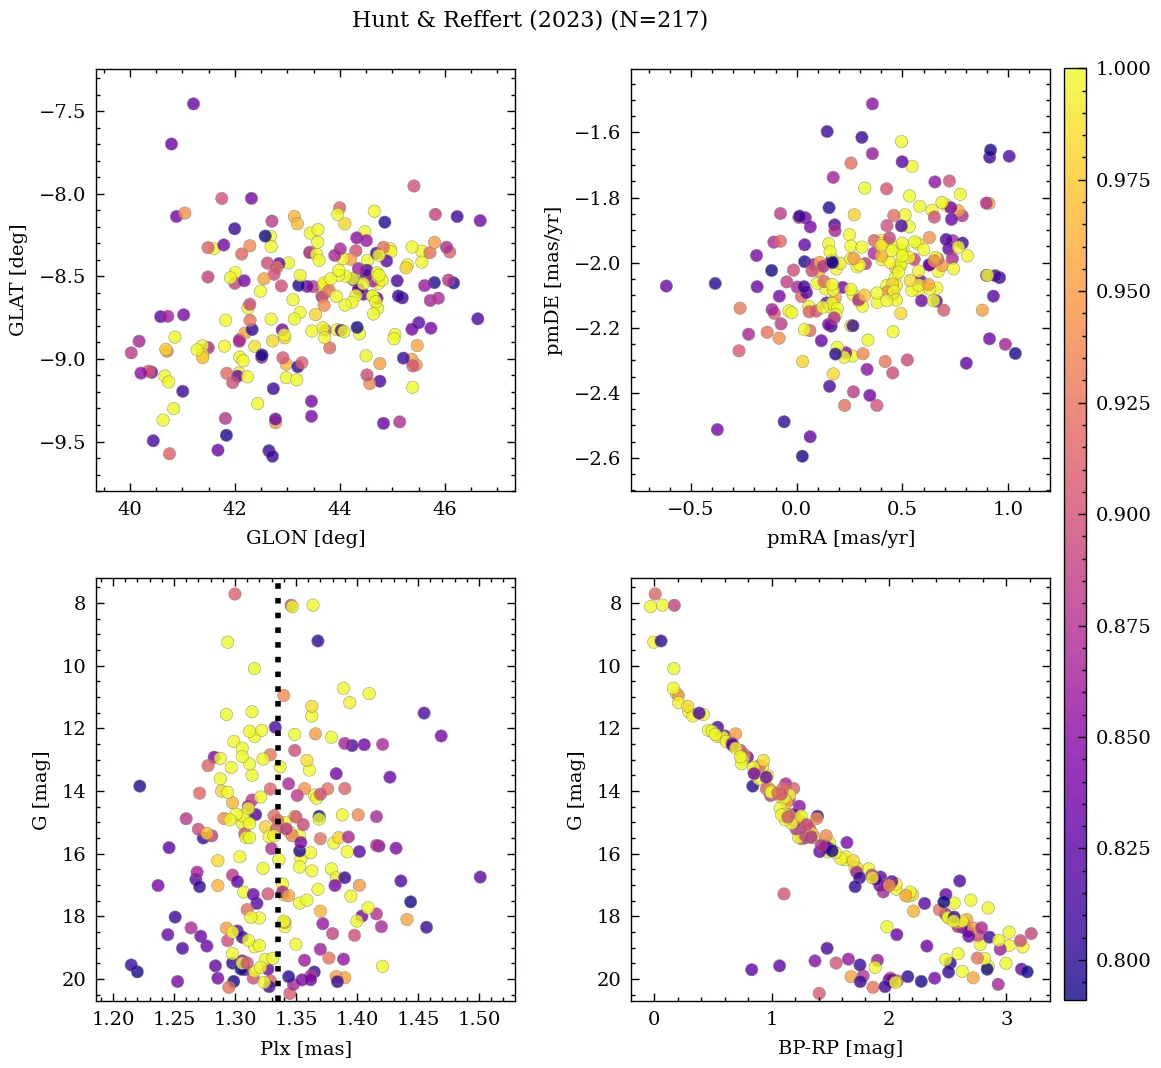 Hunt & Reffert (2023) (N=217)
−7.5
−8.0
−8.5
−9.0
−9.5
GLAT [deg]
40 42 44 46
GLON [deg]
−1.6
−1.8
−2.0
−2.2
−2.4
−2.6
pmDE [mas/yr]
−0.5 0.0 0.5 1.0
pmRA [mas/yr]
1.000
0.975
0.950
0.925
0.900
0.875
0.850
0.825
0.800
8
10
12
14
16
18
20
G [mag]
1.20 1.25 1.30 1.35 1.40 1.45 1.50
Plx [mas]
8
10
12
14
16
18
20
G [mag]
0 1 2 3
BP-RP [mag]